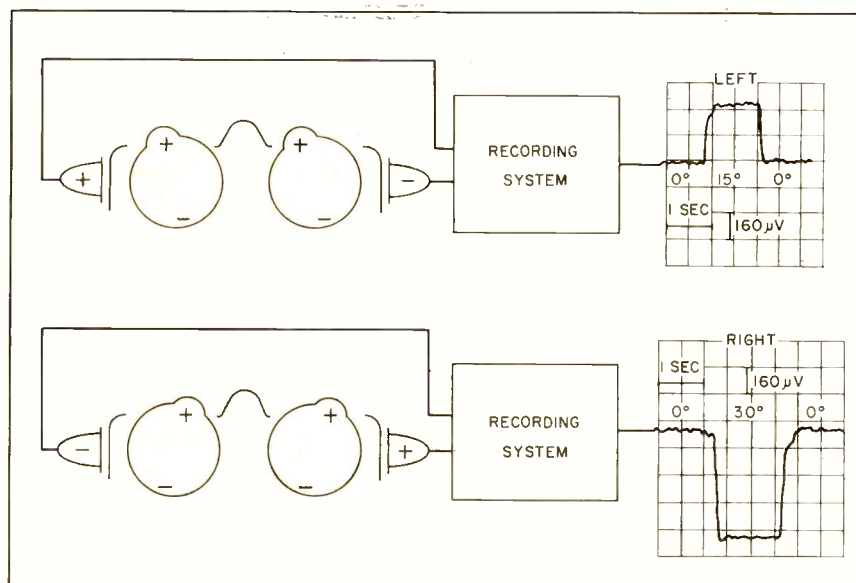 LEFT
+ + + −
− −
RECORDING
SYSTEM
0° 15° 0°
1 SEC
160µV
RIGHT
1 SEC
160µV
− + + +
− −
RECORDING
SYSTEM
0° 30° 0°